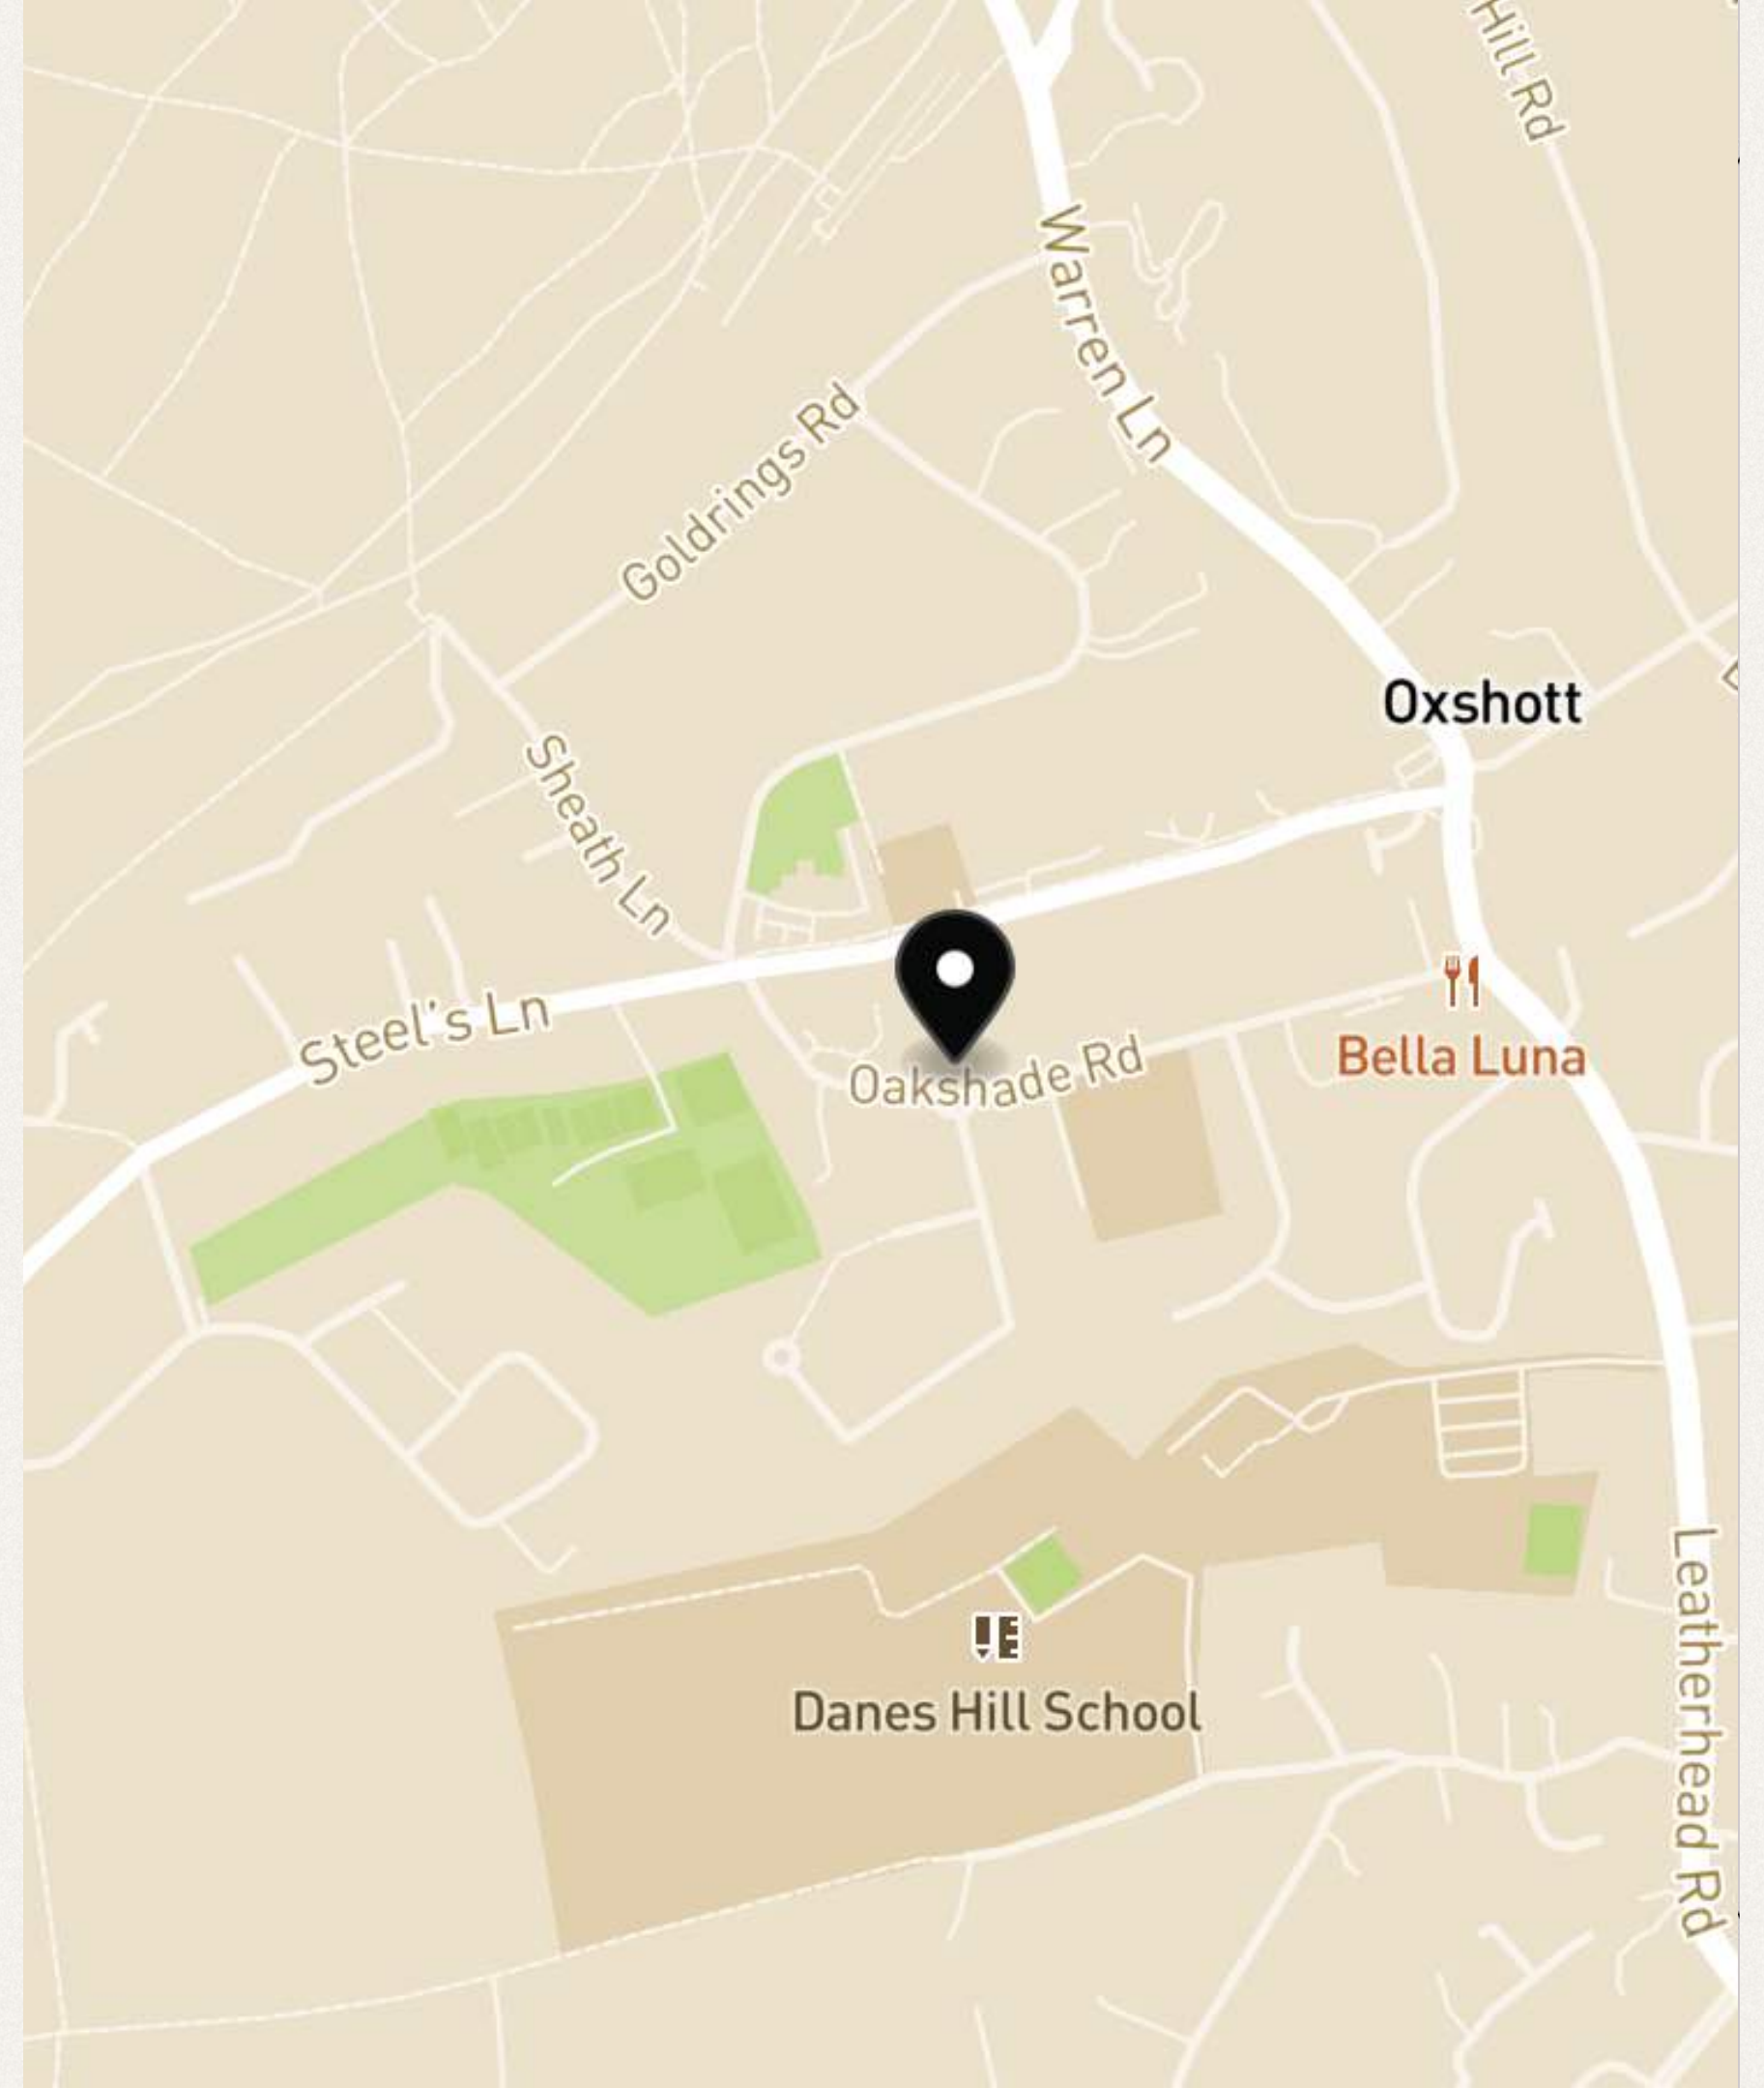 Hill Rd
Warren Ln
Goldrings Rd
Oxshott
Sheath Ln
Steel's Ln
Oakshade Rd
Bella Luna
Danes Hill School
Leatherhead Rd